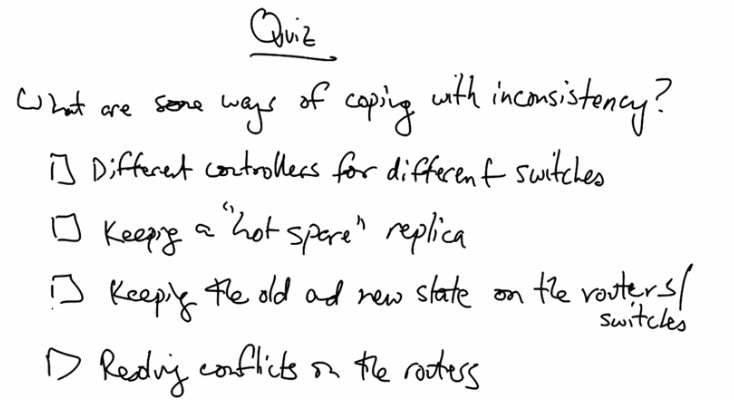 Quiz
What are some ways of coping with inconsistency?
Different controllers for different switches
Keeping a "hot spare" replica
Keeping the old and new state on the routers/
switches
Resolving conflicts on the routers